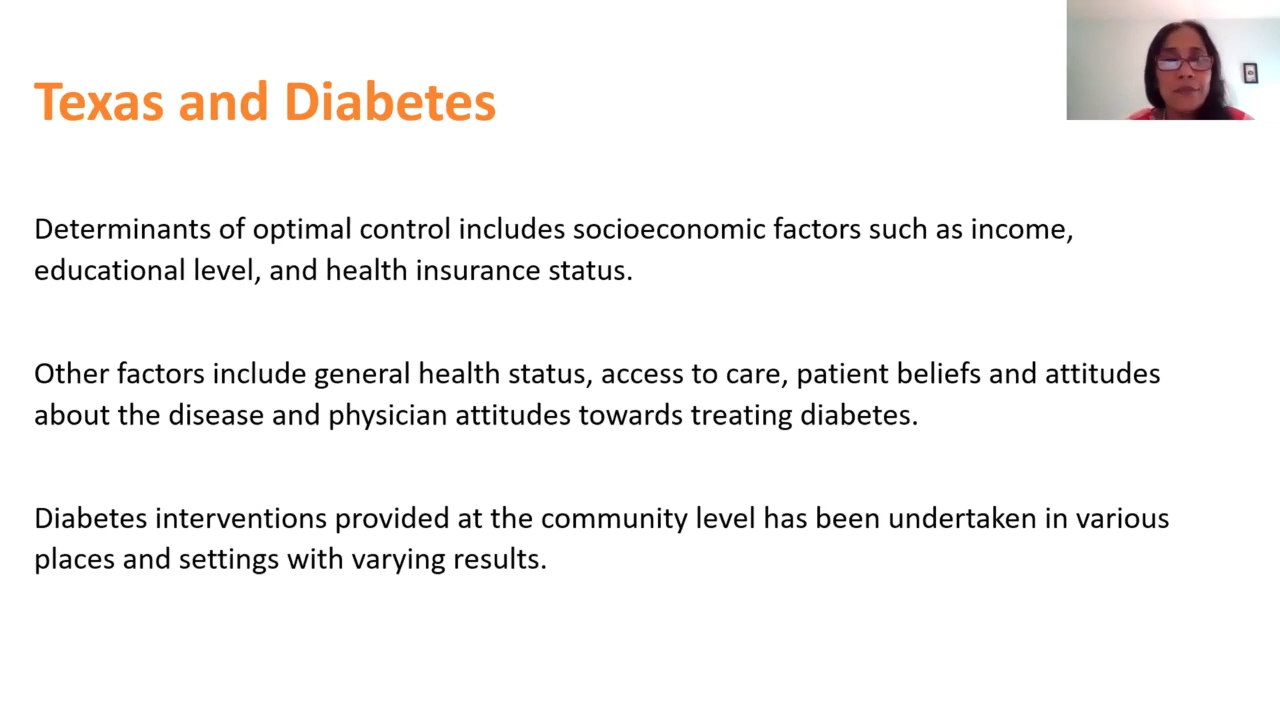 Texas and Diabetes
Determinants of optimal control includes socioeconomic factors such as income,
educational level, and health insurance status.
Other factors include general health status, access to care, patient beliefs and attitudes
about the disease and physician attitudes towards treating diabetes.
Diabetes interventions provided at the community level has been undertaken in various
places and settings with varying results.